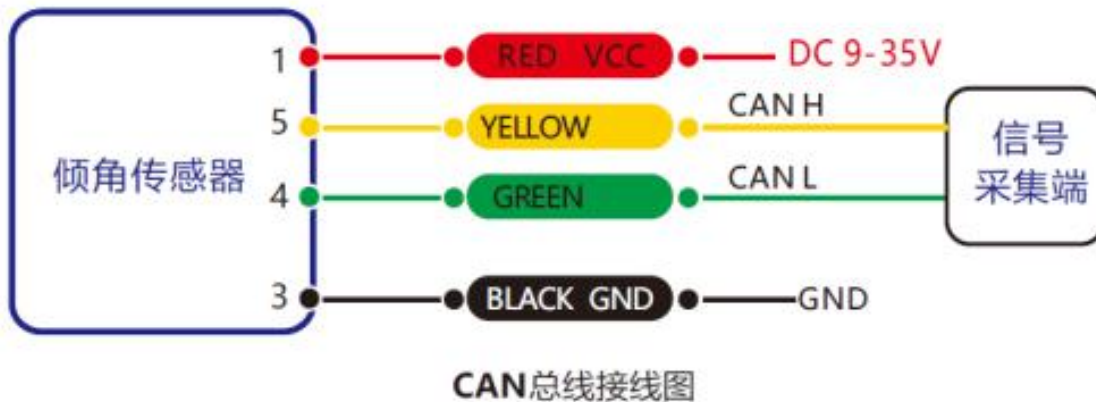 1 RED VCC DC 9-35V
5 YELLOW CAN H
4 GREEN CAN L
倾角传感器
信号
采集端
3 BLACK GND GND
CAN总线接线图